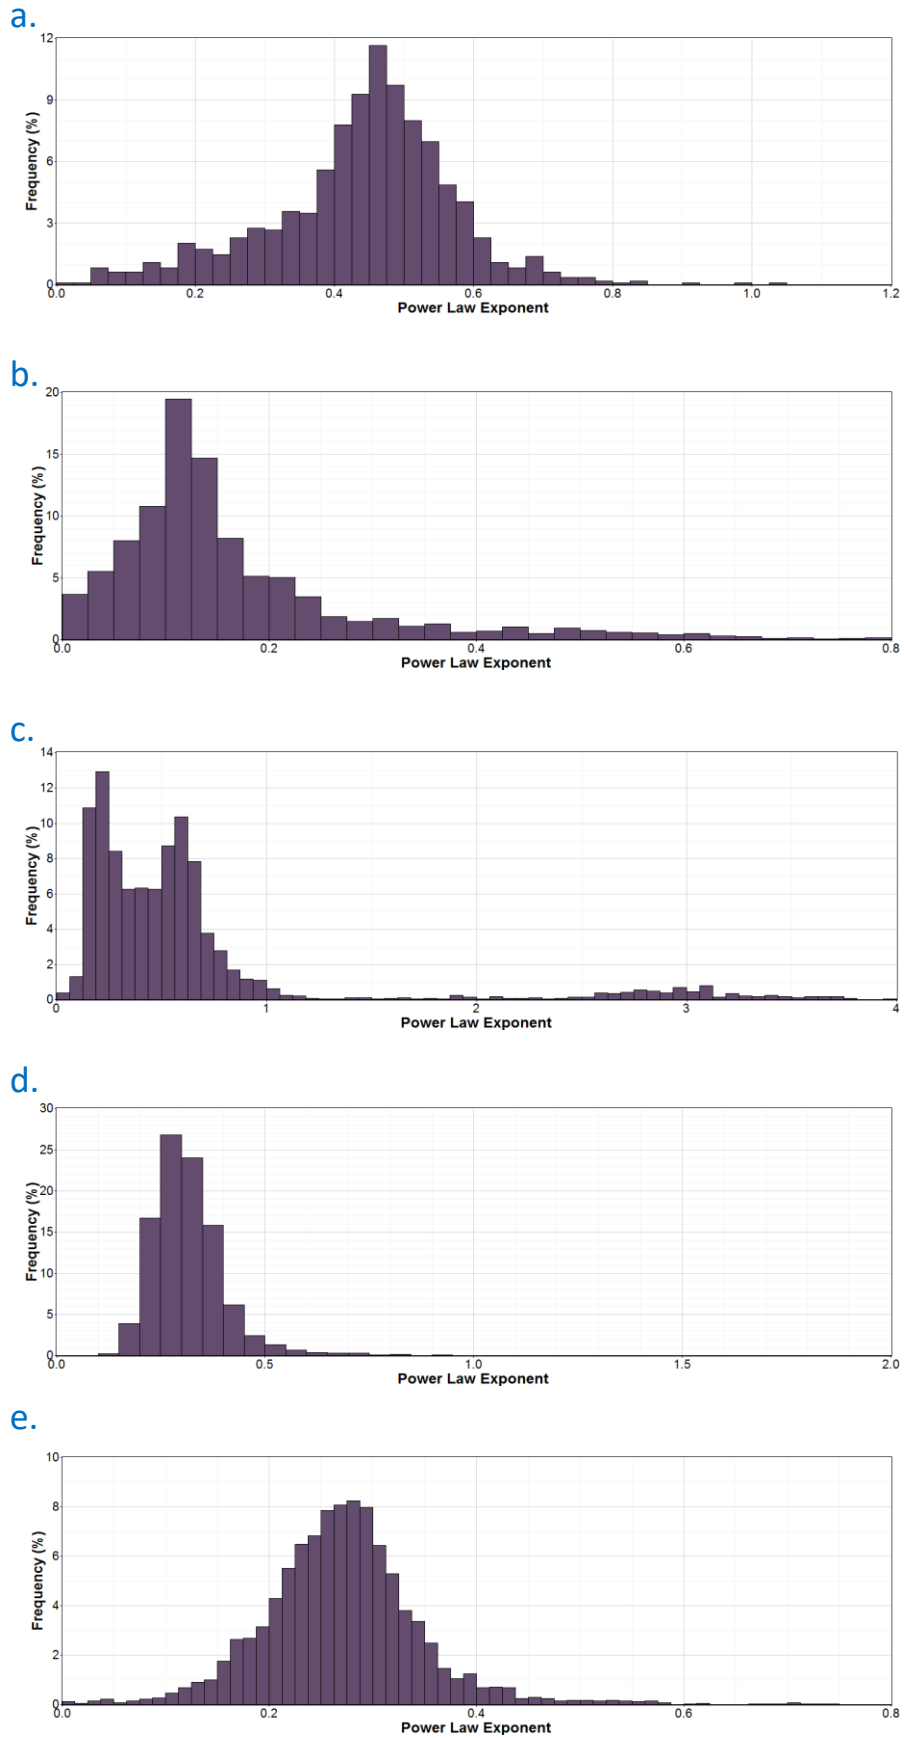 a.
12
9
6
3
0
Frequency (%)
0.0 0.2 0.4 0.6 0.8 1.0 1.2
Power Law Exponent
b.
20
15
10
5
0
Frequency (%)
0.0 0.2 0.4 0.6 0.8
Power Law Exponent
c.
14
12
10
8
6
4
2
0
Frequency (%)
0 1 2 3 4
Power Law Exponent
d.
30
25
20
15
10
5
0
Frequency (%)
0.0 0.5 1.0 1.5 2.0
Power Law Exponent
e.
10
8
6
4
2
0
Frequency (%)
0.0 0.2 0.4 0.6 0.8
Power Law Exponent